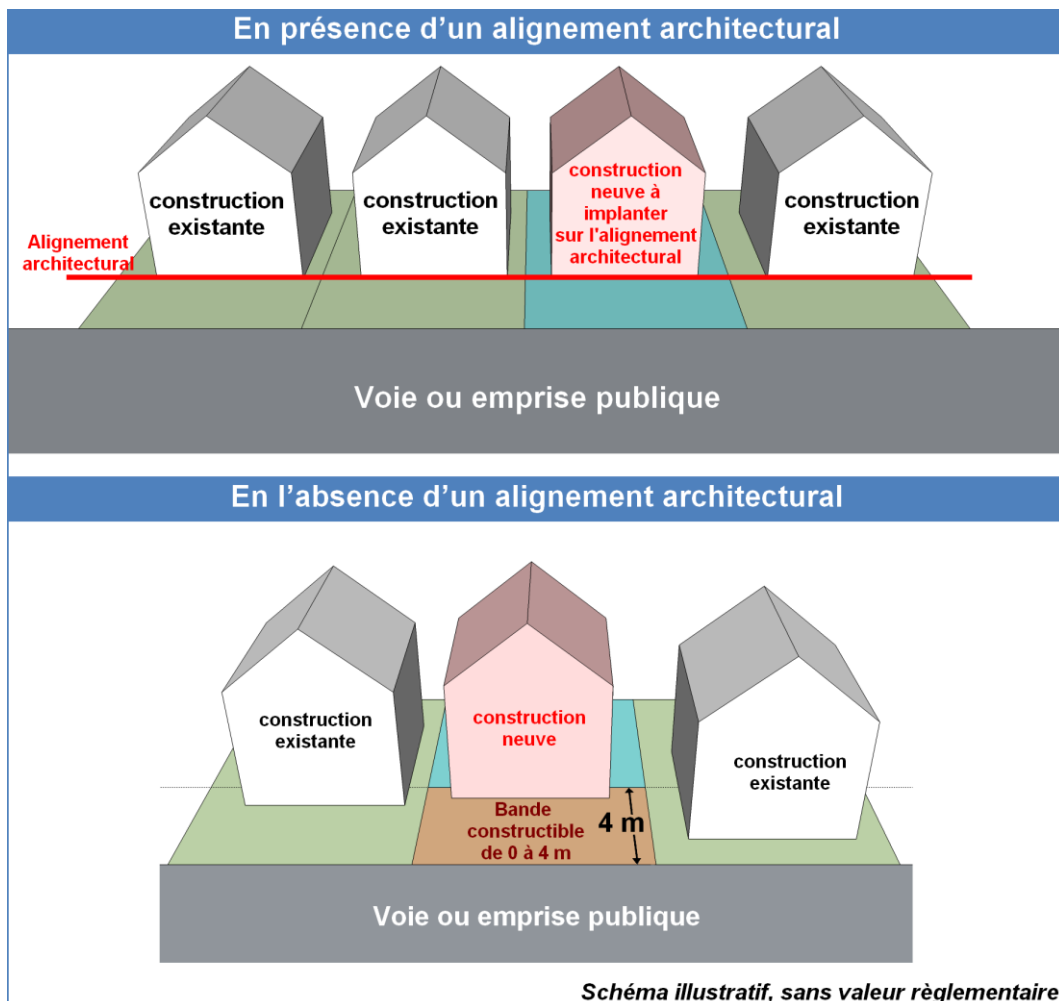 En présence d'un alignement architectural
construction
existante
construction
existante
construction
neuve à
implanter
sur l'alignement
architectural
construction
existante
Alignement
architectural
Voie ou emprise publique
En l'absence d'un alignement architectural
construction
existante
construction
neuve
construction
existante
Bande
constructible
de 0 à 4 m
4 m
Voie ou emprise publique
Schéma illustratif, sans valeur règlementaire